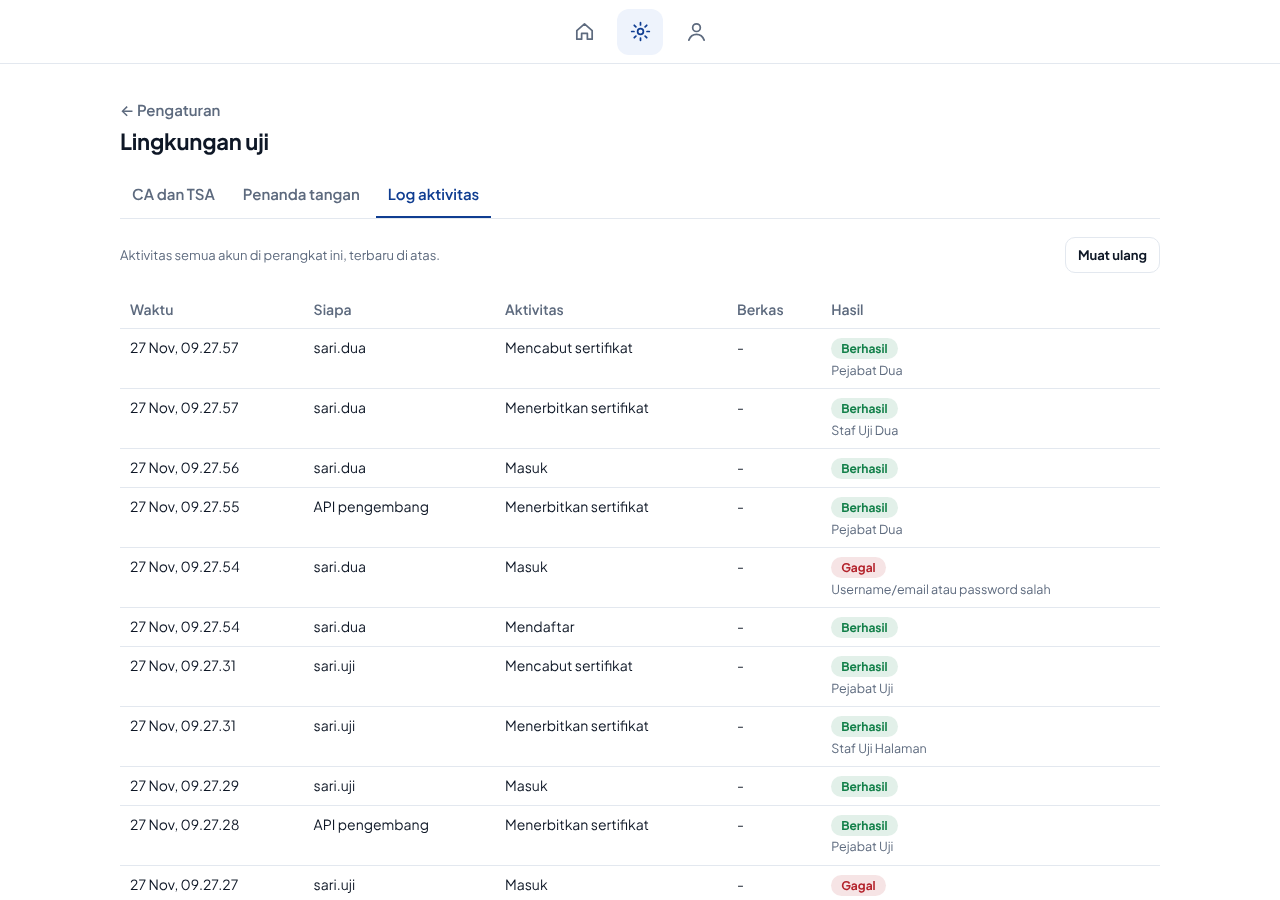 ← Pengaturan
Lingkungan uji
CA dan TSA Penanda tangan Log aktivitas
Aktivitas semua akun di perangkat ini, terbaru di atas. Muat ulang
Waktu Siapa Aktivitas Berkas Hasil
27 Nov, 09.27.57 sari.dua Mencabut sertifikat - Berhasil
Pejabat Dua
27 Nov, 09.27.57 sari.dua Menerbitkan sertifikat - Berhasil
Staf Uji Dua
27 Nov, 09.27.56 sari.dua Masuk - Berhasil
27 Nov, 09.27.55 API pengembang Menerbitkan sertifikat - Berhasil
Pejabat Dua
27 Nov, 09.27.54 sari.dua Masuk - Gagal
Username/email atau password salah
27 Nov, 09.27.54 sari.dua Mendaftar - Berhasil
27 Nov, 09.27.31 sari.uji Mencabut sertifikat - Berhasil
Pejabat Uji
27 Nov, 09.27.31 sari.uji Menerbitkan sertifikat - Berhasil
Staf Uji Halaman
27 Nov, 09.27.29 sari.uji Masuk - Berhasil
27 Nov, 09.27.28 API pengembang Menerbitkan sertifikat - Berhasil
Pejabat Uji
27 Nov, 09.27.27 sari.uji Masuk - Gagal